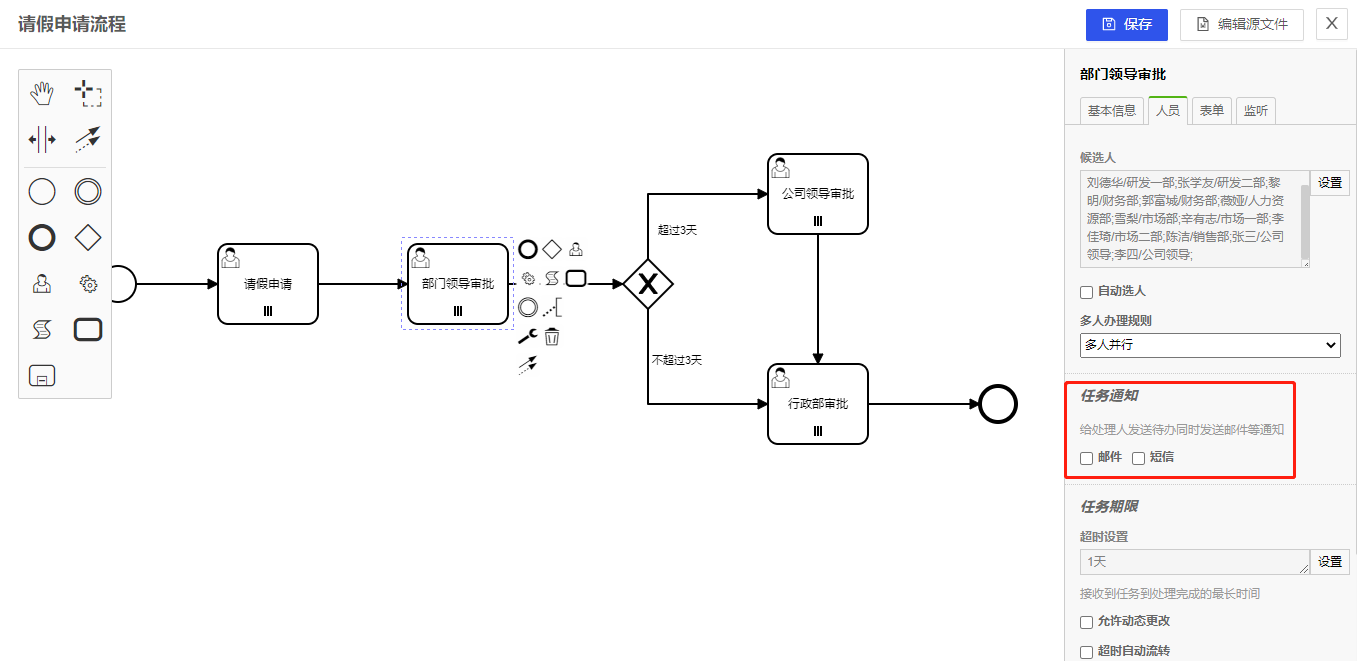 请假申请流程
保存
编辑源文件
X
部门领导审批
基本信息
人员
表单
监听
候选人
刘德华/研发一部;张学友/研发二部;黎
明/财务部;郭富城/财务部;薇娅/人力资
源部;雪梨/市场部;辛有志/市场一部;李
佳琦/市场二部;陈洁/销售部;张三/公司
领导;李四/公司领导;
设置
自动选人
多人办理规则
多人并行
任务通知
给处理人发送待办同时发送邮件等通知
邮件
短信
任务期限
超时设置
1天
设置
接收到任务到处理完成的最长时间
允许动态更改
超时自动流转
请假申请
部门领导审批
超过3天
不超过3天
公司领导审批
行政部审批